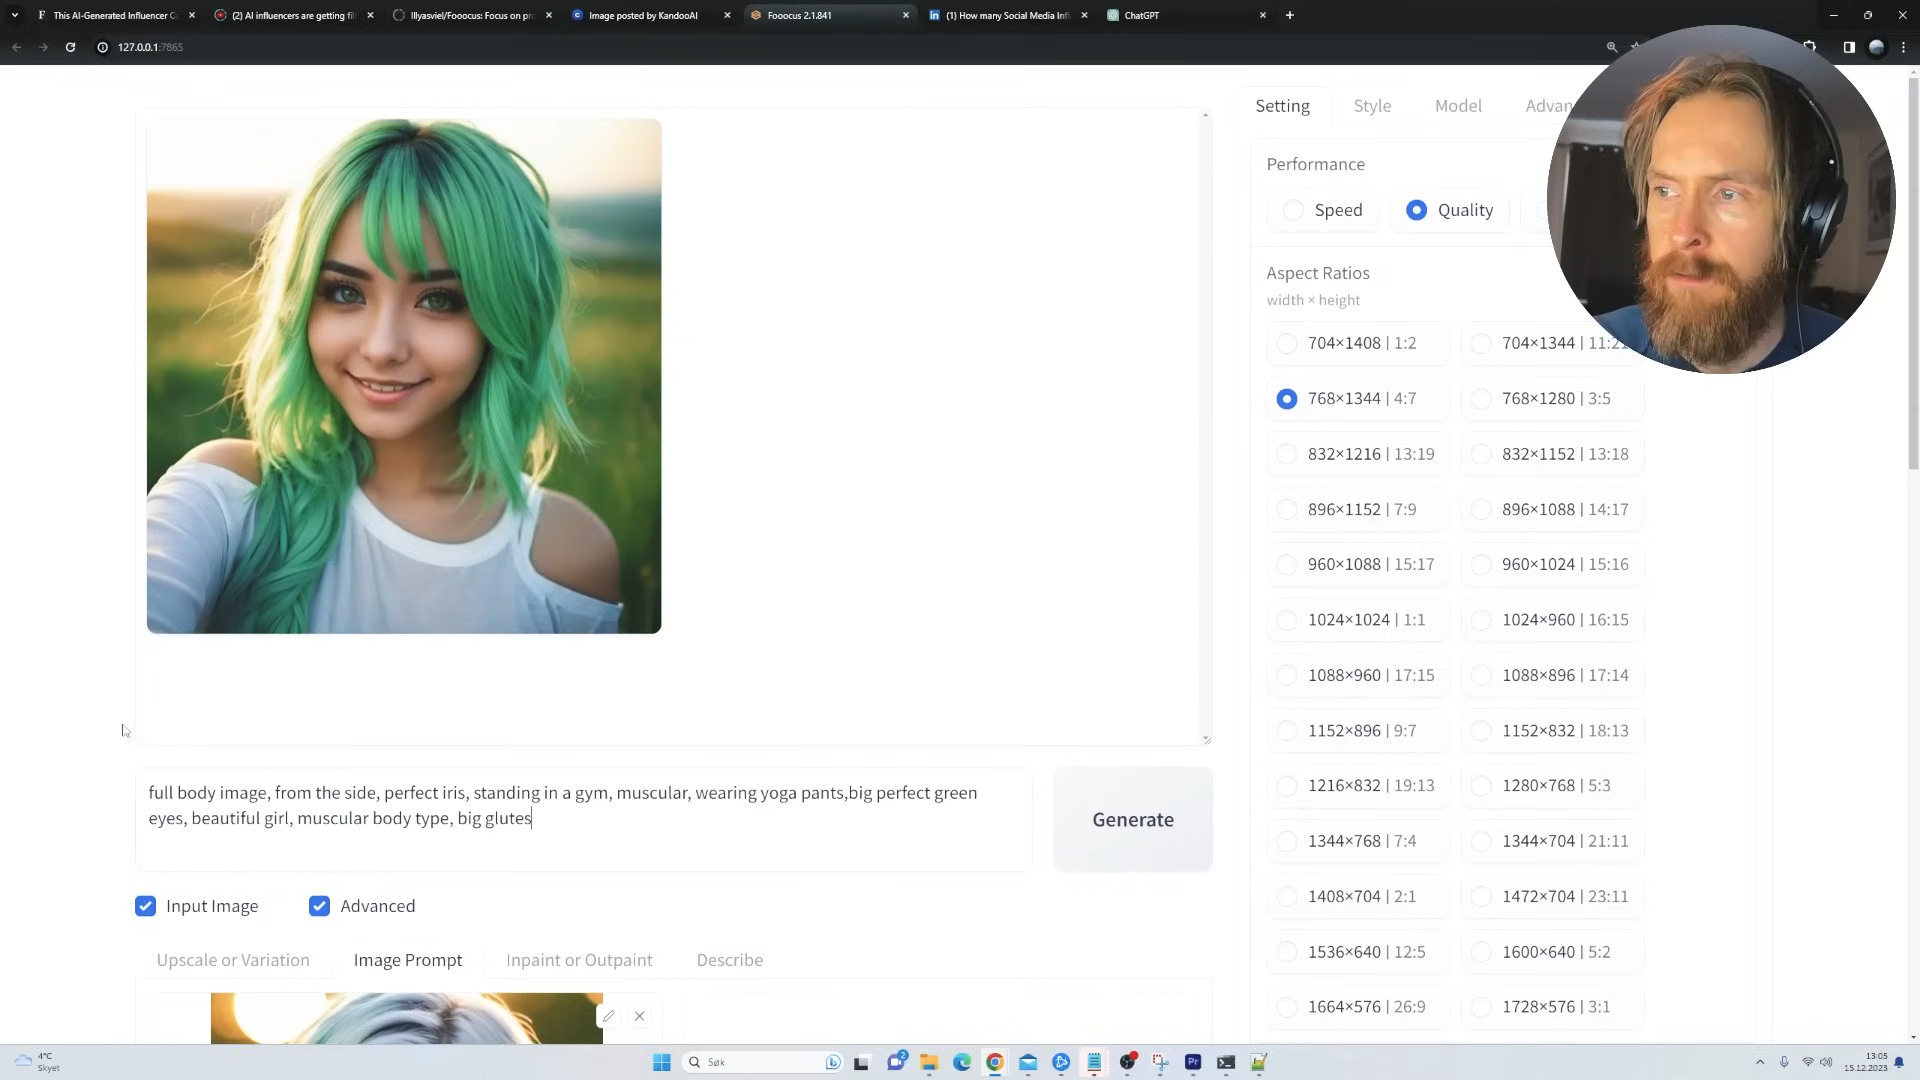 This AI-Generated Influencer C
(2) AI influencers are getting fil
lllyasviel/Fooocus: Focus on pr
Image posted by KandooAI
Fooocus 2.1.841
(1) How many Social Media Infl
ChatGPT
127.0.0.1:7865
Setting
Style
Model
Advan
Performance
Speed
Quality
Aspect Ratios
width × height
704×1408 | 1:2
704×1344 | 11:21
768×1344 | 4:7
768×1280 | 3:5
832×1216 | 13:19
832×1152 | 13:18
896×1152 | 7:9
896×1088 | 14:17
960×1088 | 15:17
960×1024 | 15:16
1024×1024 | 1:1
1024×960 | 16:15
1088×960 | 17:15
1088×896 | 17:14
1152×896 | 9:7
1152×832 | 18:13
1216×832 | 19:13
1280×768 | 5:3
1344×768 | 7:4
1344×704 | 21:11
1408×704 | 2:1
1472×704 | 23:11
1536×640 | 12:5
1600×640 | 5:2
1664×576 | 26:9
1728×576 | 3:1
full body image, from the side, perfect iris, standing in a gym, muscular, wearing yoga pants,big perfect green
eyes, beautiful girl, muscular body type, big glutes
Generate
Input Image
Advanced
Upscale or Variation
Image Prompt
Inpaint or Outpaint
Describe
4°C
Skyet
Søk
2
Pr
13:05
15.12.2023